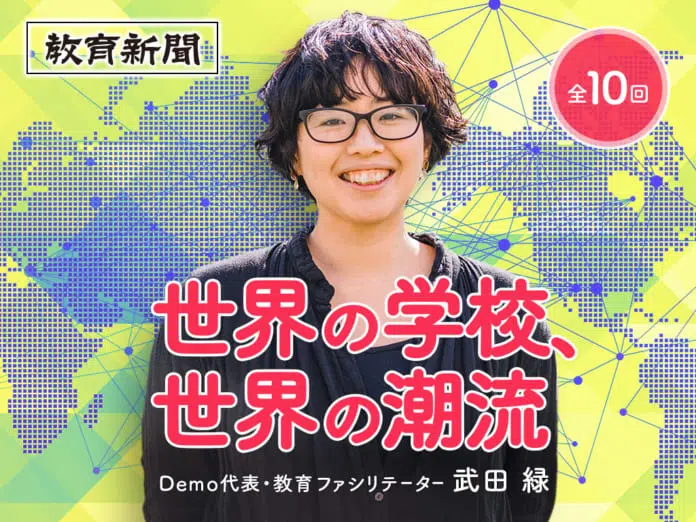 教育新聞
全10回
世界の学校、
世界の潮流
Demo代表・教育ファシリテーター 武田 緑